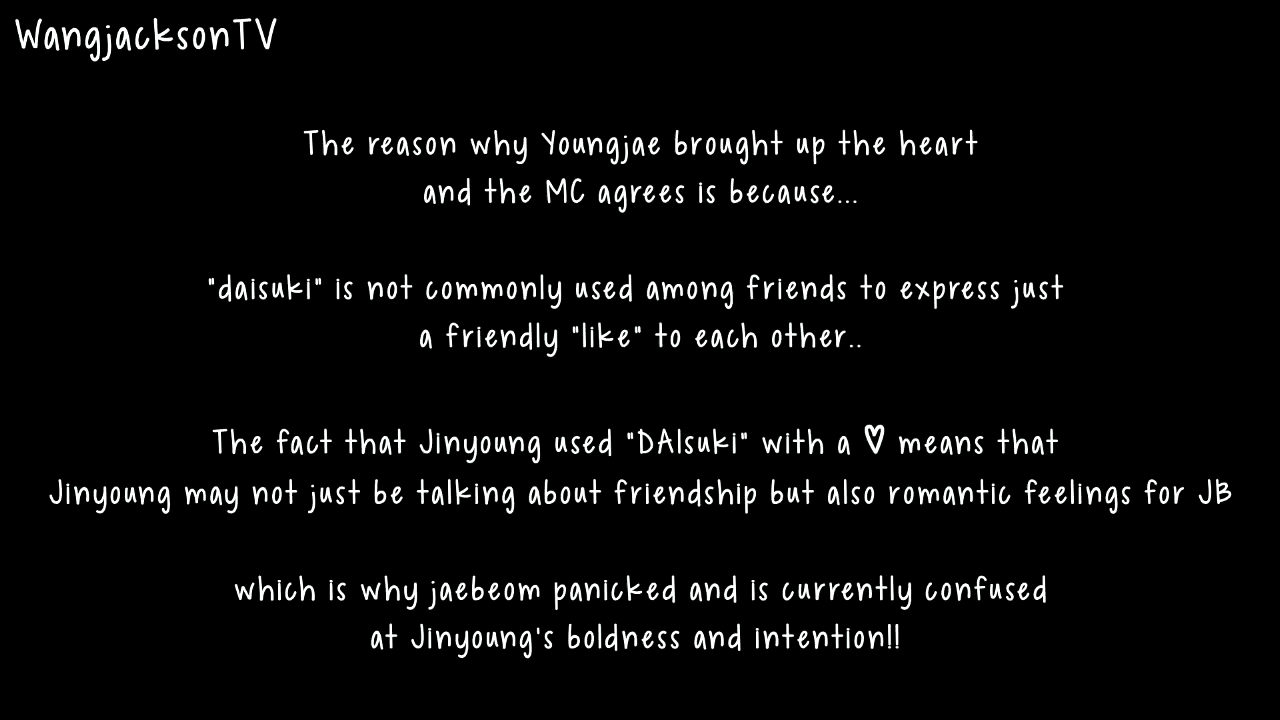 WangjacksonTV
The reason why Youngjae brought up the heart
and the MC agrees is because...
"daisuki" is not commonly used among friends to express just
a friendly "like" to each other..
The fact that Jinyoung used "DAIsuki" with a ♡ means that
Jinyoung may not just be talking about friendship but also romantic feelings for JB
which is why jaebeom panicked and is currently confused
at Jinyoung's boldness and intention!!